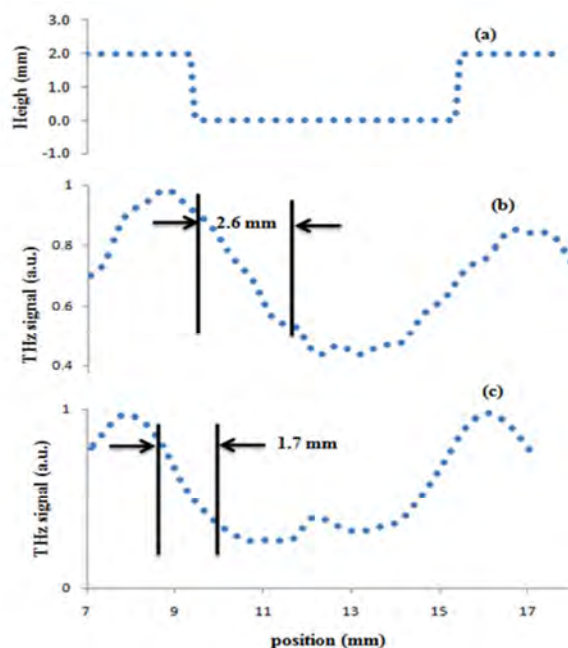 3.0
(a)
2.0
Heigh (mm)
1.0
0.0
-1.0
1
(b)
2.6 mm
0.8
THz signal (a.u.)
0.6
0.4
(c)
1
1.7 mm
THz signal (a.u.)
0
7 9 11 13 15 17
position (mm)